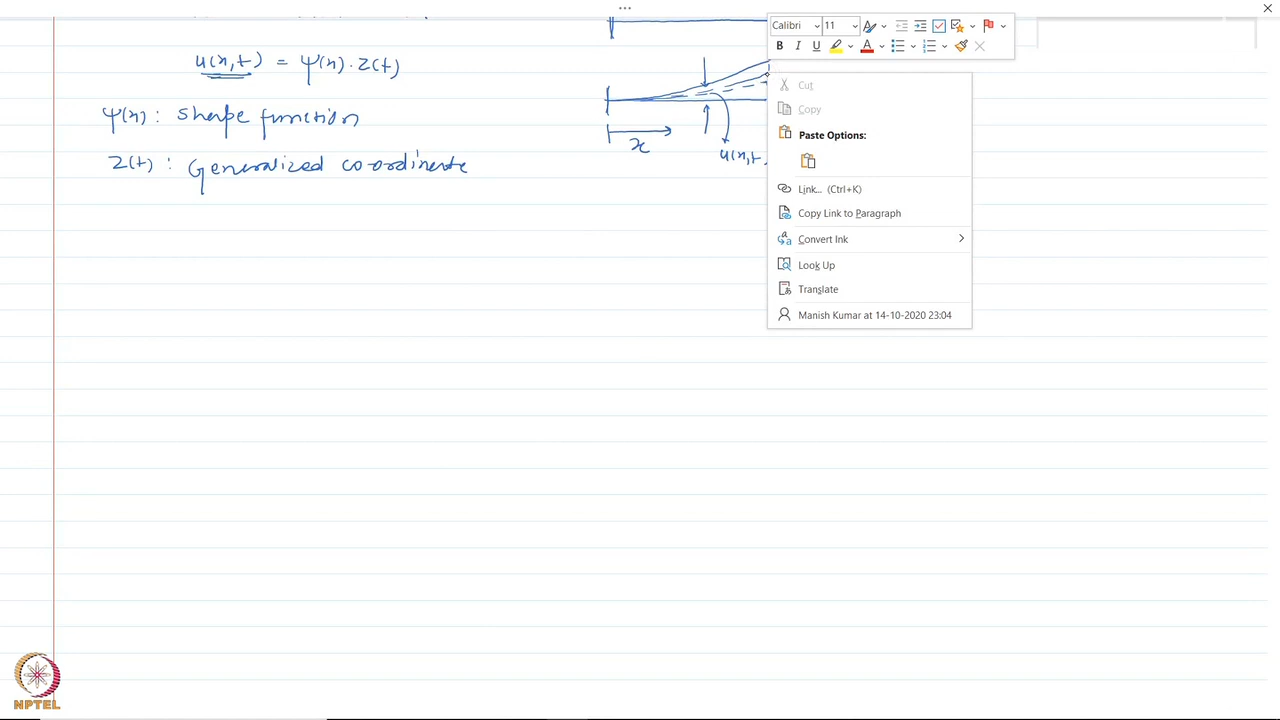 u(x,t) = ψ(x)·z(t)
ψ(x): shape function
z(t): Generalized co-ordinate
x
u(x,t
Calibri 11
B I U A
Cut
Copy
Paste Options:
Link... (Ctrl+K)
Copy Link to Paragraph
Convert Ink
Look Up
Translate
Manish Kumar at 14-10-2020 23:04
NPTEL